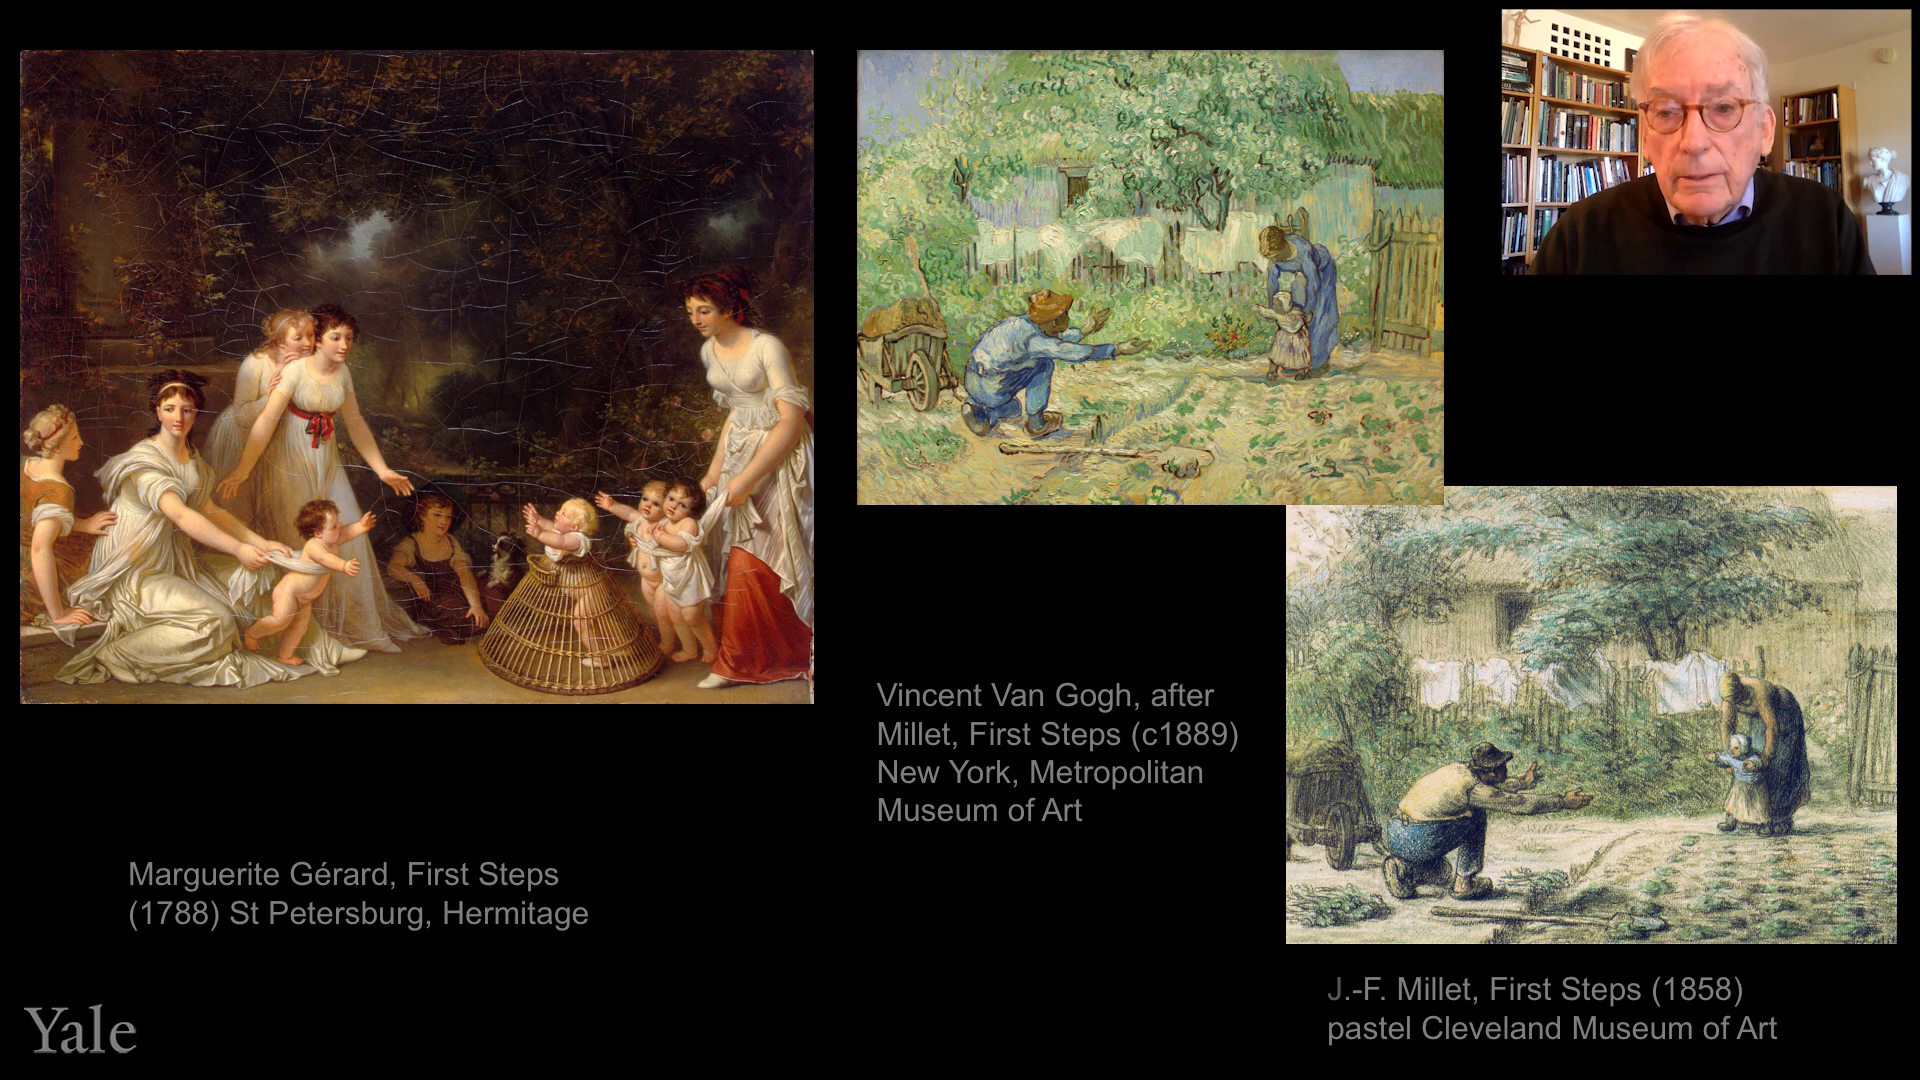 Vincent Van Gogh, after
Millet, First Steps (c1889)
New York, Metropolitan
Museum of Art
Marguerite Gérard, First Steps
(1788) St Petersburg, Hermitage
J.-F. Millet, First Steps (1858)
pastel Cleveland Museum of Art
Yale